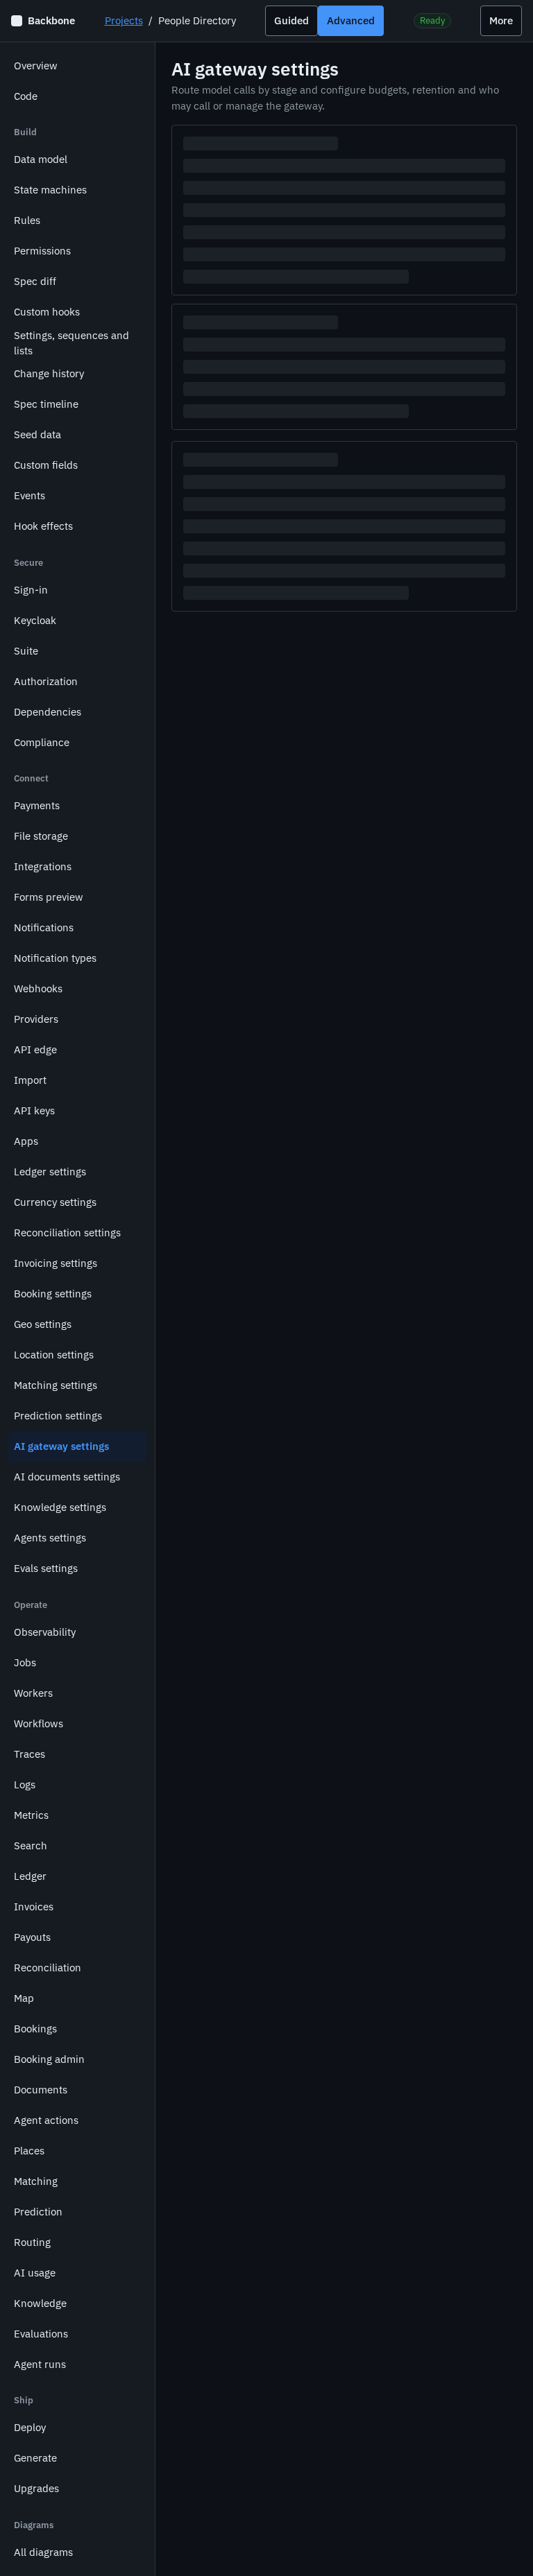 Backbone
Projects / People Directory
Guided
Advanced
Ready
More
Overview
Code
Build
Data model
State machines
Rules
Permissions
Spec diff
Custom hooks
Settings, sequences and
lists
Change history
Spec timeline
Seed data
Custom fields
Events
Hook effects
Secure
Sign-in
Keycloak
Suite
Authorization
Dependencies
Compliance
Connect
Payments
File storage
Integrations
Forms preview
Notifications
Notification types
Webhooks
Providers
API edge
Import
API keys
Apps
Ledger settings
Currency settings
Reconciliation settings
Invoicing settings
Booking settings
Geo settings
Location settings
Matching settings
Prediction settings
AI gateway settings
AI documents settings
Knowledge settings
Agents settings
Evals settings
Operate
Observability
Jobs
Workers
Workflows
Traces
Logs
Metrics
Search
Ledger
Invoices
Payouts
Reconciliation
Map
Bookings
Booking admin
Documents
Agent actions
Places
Matching
Prediction
Routing
AI usage
Knowledge
Evaluations
Agent runs
Ship
Deploy
Generate
Upgrades
Diagrams
All diagrams
AI gateway settings
Route model calls by stage and configure budgets, retention and who
may call or manage the gateway.